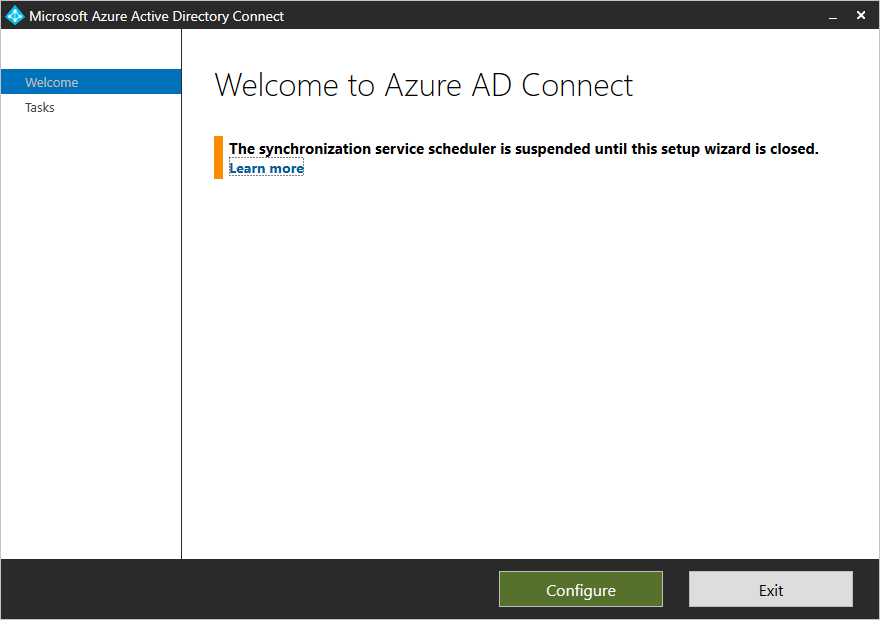 Microsoft Azure Active Directory Connect
Welcome
Tasks
Welcome to Azure AD Connect
The synchronization service scheduler is suspended until this setup wizard is closed.
Learn more
Configure
Exit